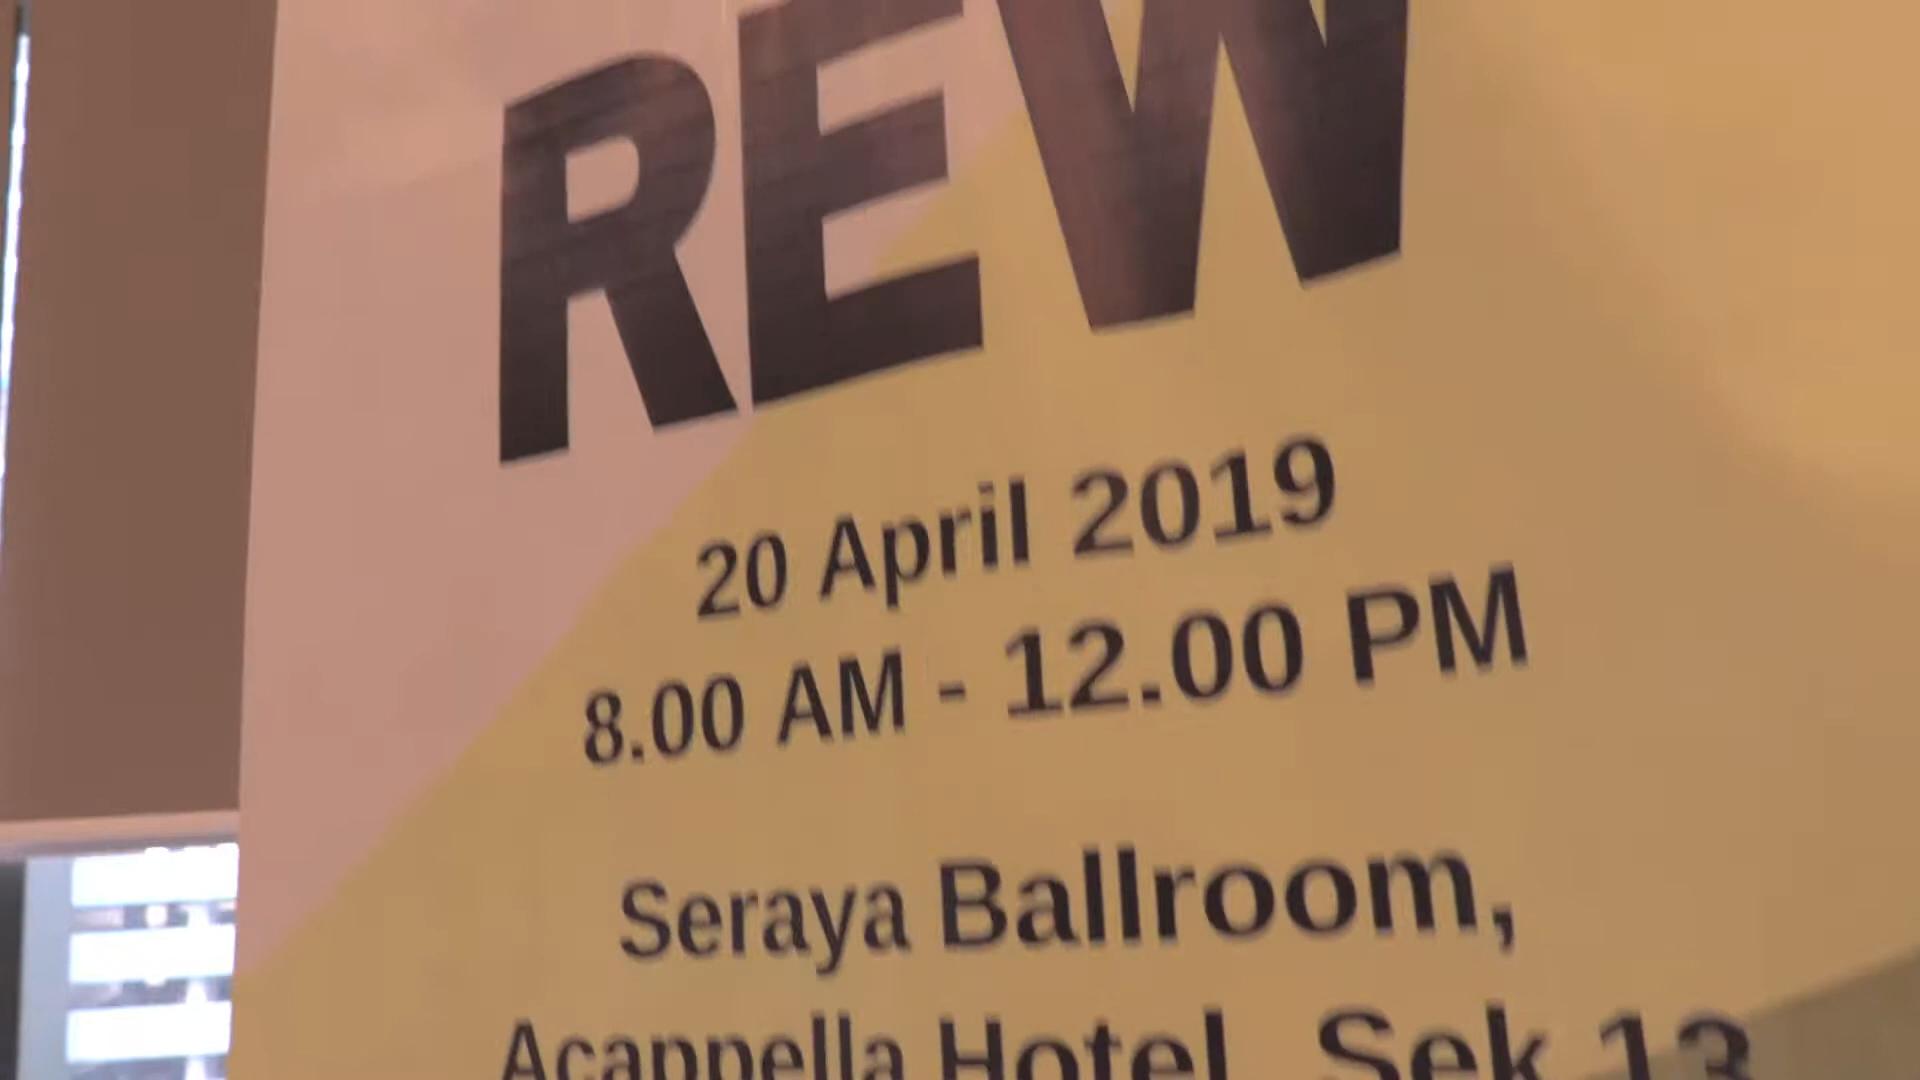 REW
20 April 2019
8.00 AM - 12.00 PM
Seraya Ballroom,
Acappella Hotel, Sek 13